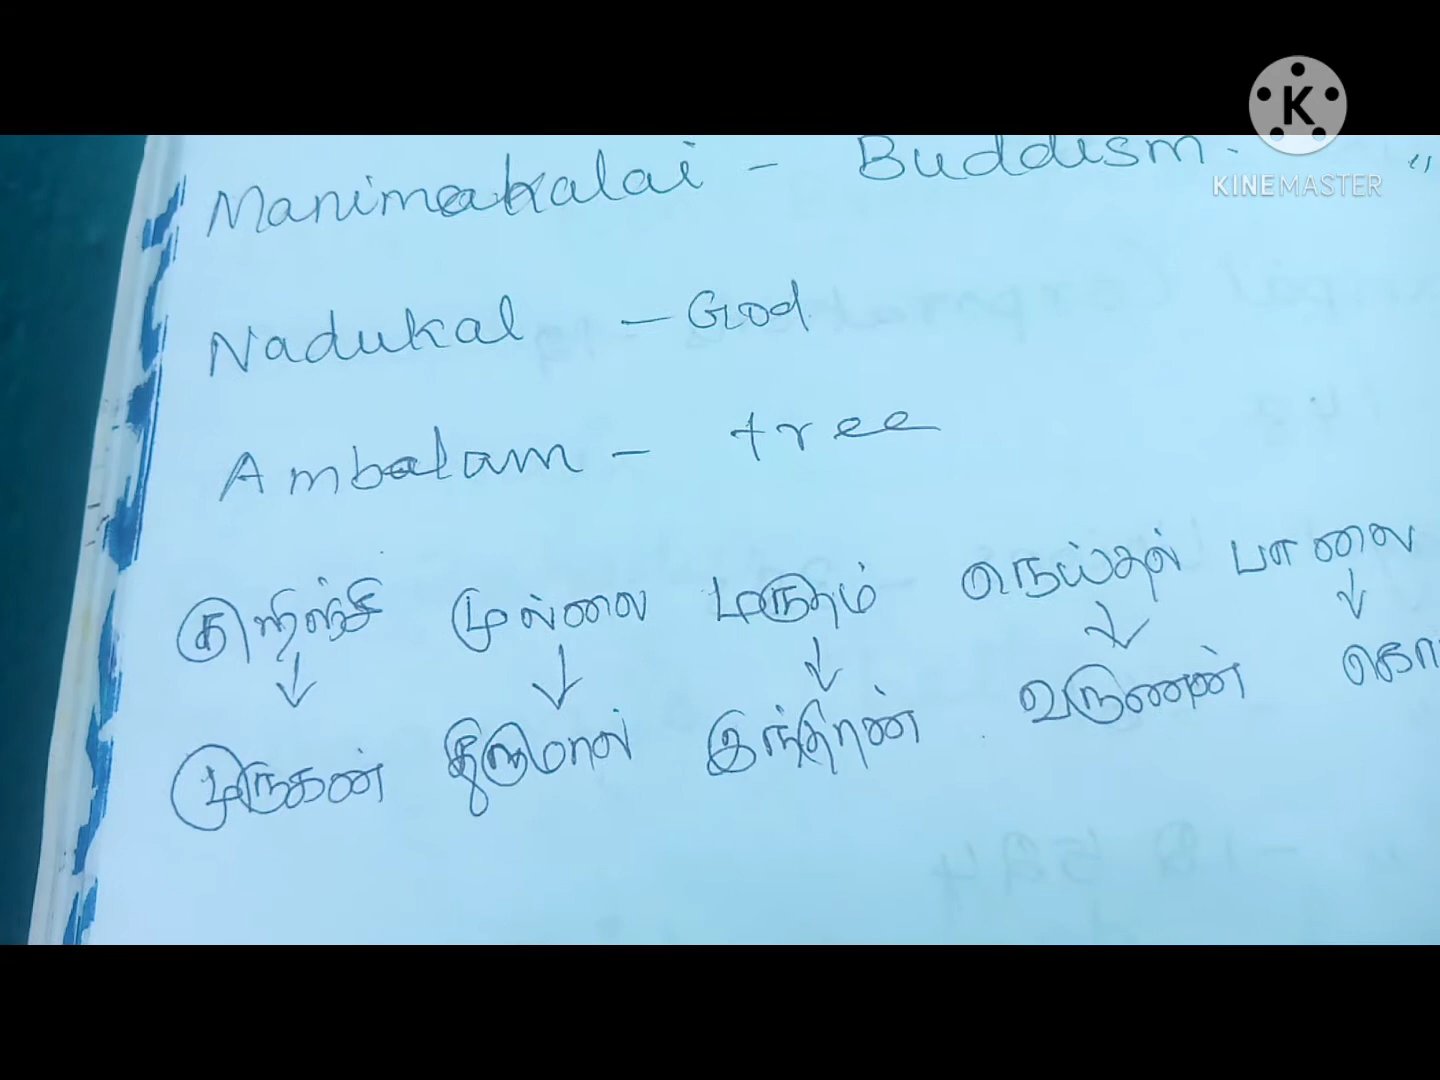 K
KINEMASTER
Manimekalai - Buddism.
Nadukal - God
Ambalam - tree
குறிஞ்சி முல்லை மருதம் நெய்தல் பாலை
முருகன் திருமால் இந்திரன் வருணன்